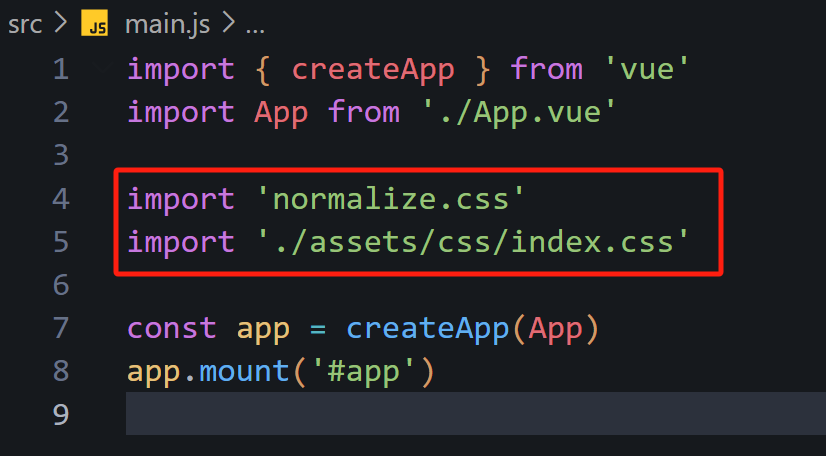 src > JS main.js > ...
1 import { createApp } from 'vue'
2 import App from './App.vue'
3
4 import 'normalize.css'
5 import './assets/css/index.css'
6
7 const app = createApp(App)
8 app.mount('#app')
9